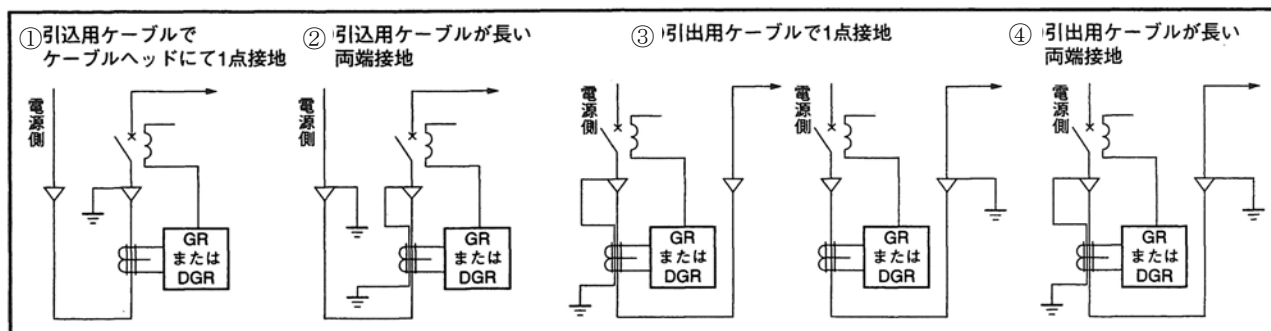 ①引込用ケーブルで
ケーブルヘッドにて1点接地
②引込用ケーブルが長い
両端接地
③引出用ケーブルで1点接地
④引出用ケーブルが長い
両端接地
電源側
GR
または
DGR
電源側
GR
または
DGR
電源側
GR
または
DGR
電源側
GR
または
DGR
電源側
GR
または
DGR